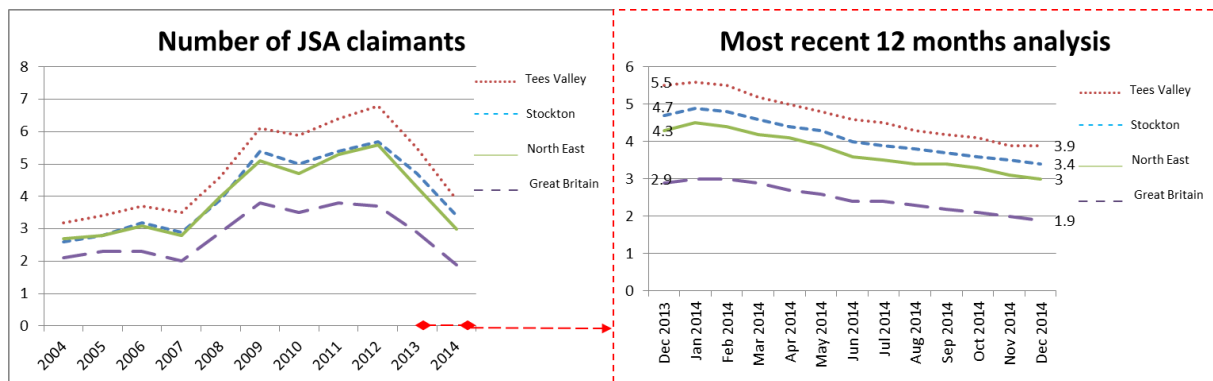 Number of JSA claimants
8
7
6
5
4
3
2
1
0
2004
2005
2006
2007
2008
2009
2010
2011
2012
2013
2014
Tees Valley
Stockton
North East
Great Britain
Most recent 12 months analysis
6
5
4
3
2
1
0
5.5
4.7
4.3
2.9
3.9
3.4
3
1.9
Dec 2013
Jan 2014
Feb 2014
Mar 2014
Apr 2014
May 2014
Jun 2014
Jul 2014
Aug 2014
Sep 2014
Oct 2014
Nov 2014
Dec 2014
Tees Valley
Stockton
North East
Great Britain